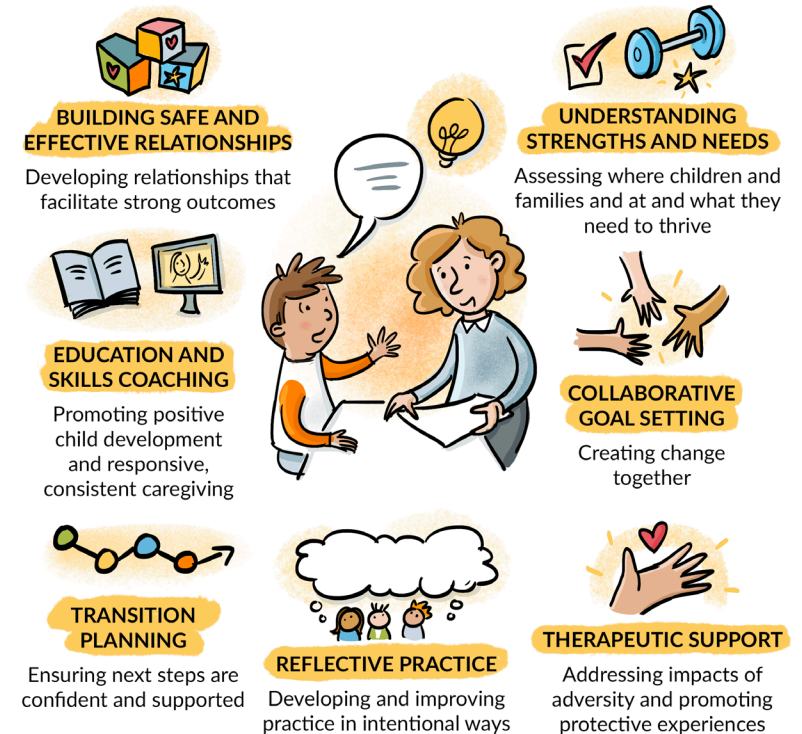 BUILDING SAFE AND
EFFECTIVE RELATIONSHIPS
Developing relationships that
facilitate strong outcomes
UNDERSTANDING
STRENGTHS AND NEEDS
Assessing where children and
families and at and what they
need to thrive
EDUCATION AND
SKILLS COACHING
Promoting positive
child development
and responsive,
consistent caregiving
COLLABORATIVE
GOAL SETTING
Creating change
together
TRANSITION
PLANNING
Ensuring next steps are
confident and supported
REFLECTIVE PRACTICE
Developing and improving
practice in intentional ways
THERAPEUTIC SUPPORT
Addressing impacts of
adversity and promoting
protective experiences